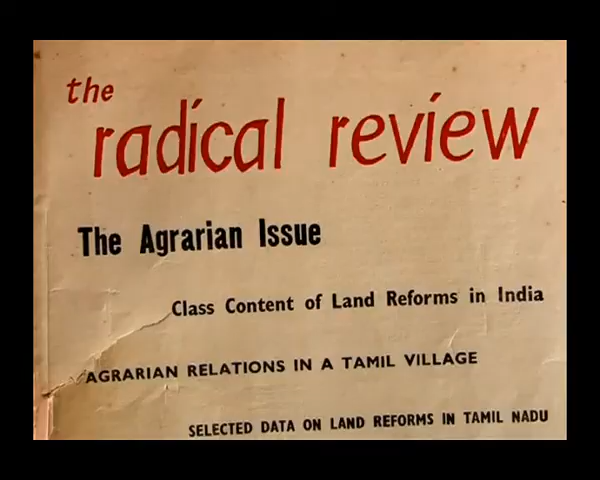 the
radical review
The Agrarian Issue
Class Content of Land Reforms in India
AGRARIAN RELATIONS IN A TAMIL VILLAGE
SELECTED DATA ON LAND REFORMS IN TAMIL NADU